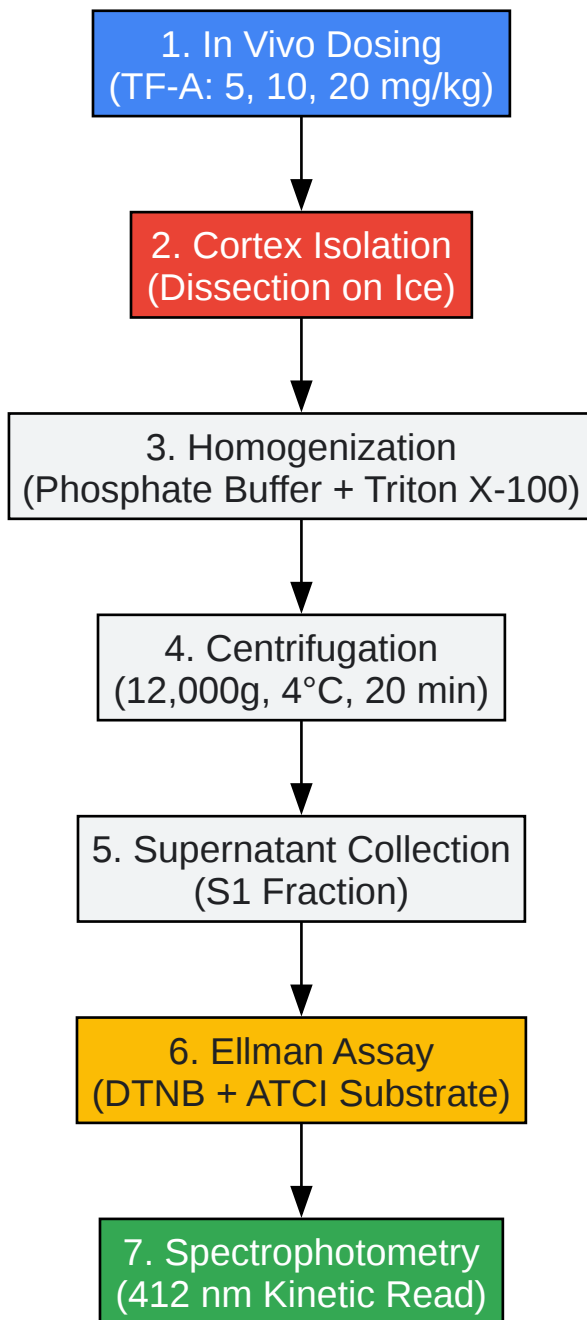 1. In Vivo Dosing
(TF-A: 5, 10, 20 mg/kg)
2. Cortex Isolation
(Dissection on Ice)
3. Homogenization
(Phosphate Buffer + Triton X-100)
4. Centrifugation
(12,000g, 4°C, 20 min)
5. Supernatant Collection
(S1 Fraction)
6. Ellman Assay
(DTNB + ATCI Substrate)
7. Spectrophotometry
(412 nm Kinetic Read)